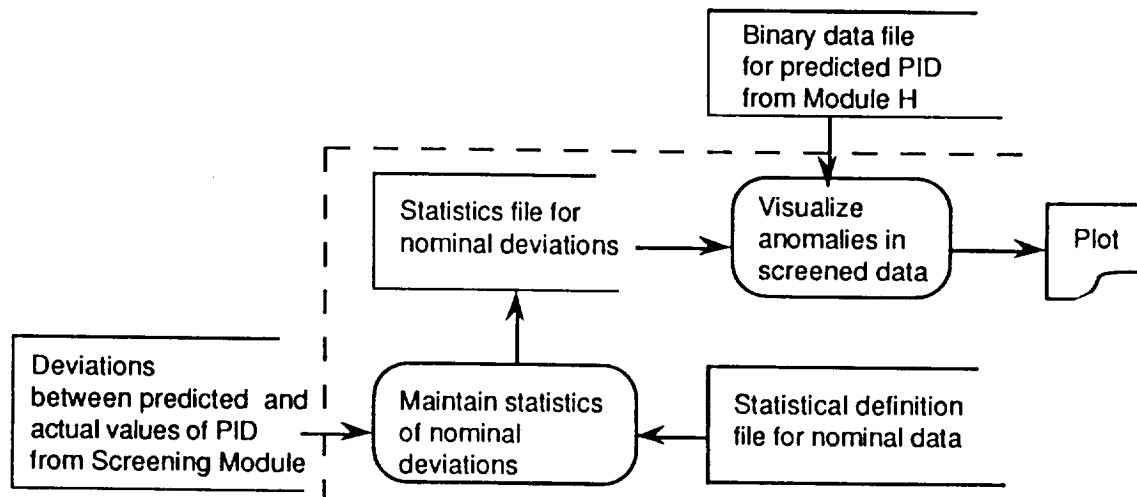 Binary data file
for predicted PID
from Module H
Statistics file for
nominal deviations
Visualize
anomalies in
screened data
Plot
Deviations
between predicted and
actual values of PID
from Screening Module
Maintain statistics
of nominal
deviations
Statistical definition
file for nominal data